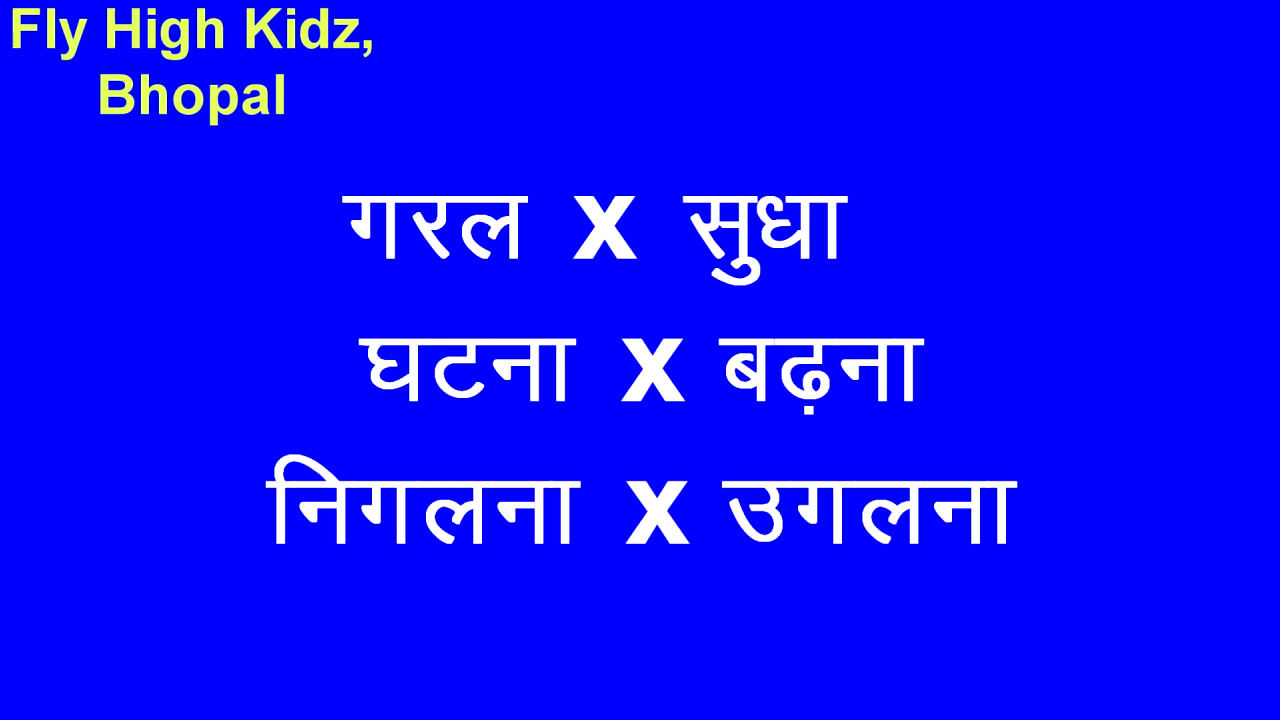 Fly High Kidz,
Bhopal
गरल x सुधा
घटना x बढ़ना
निगलना x उगलना